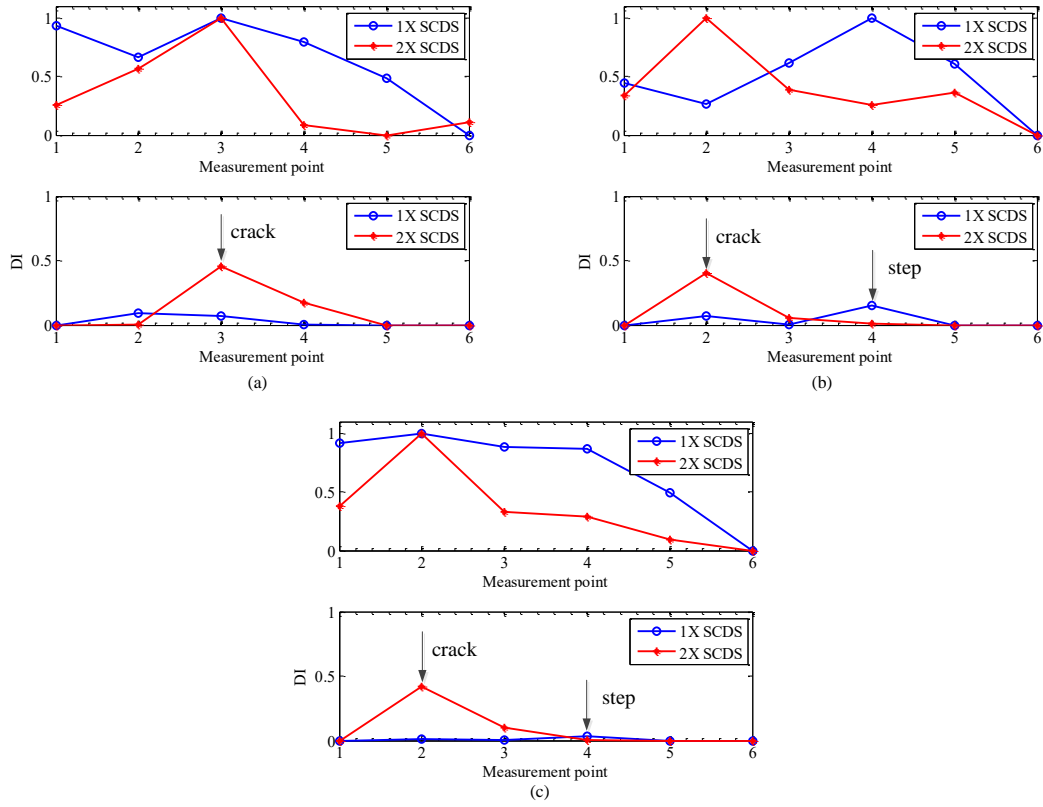 1
0.5
0
1 2 3 4 5 6
Measurement point
1X SCDS
2X SCDS
1
0.5
0
DI
1 2 3 4 5 6
Measurement point
1X SCDS
2X SCDS
crack
(a)
1
0.5
0
1 2 3 4 5 6
Measurement point
1X SCDS
2X SCDS
1
0.5
0
DI
1 2 3 4 5 6
Measurement point
1X SCDS
2X SCDS
crack
step
(b)
1
0.5
0
1 2 3 4 5 6
Measurement point
1X SCDS
2X SCDS
1
0.5
0
DI
1 2 3 4 5 6
Measurement point
1X SCDS
2X SCDS
crack
step
(c)